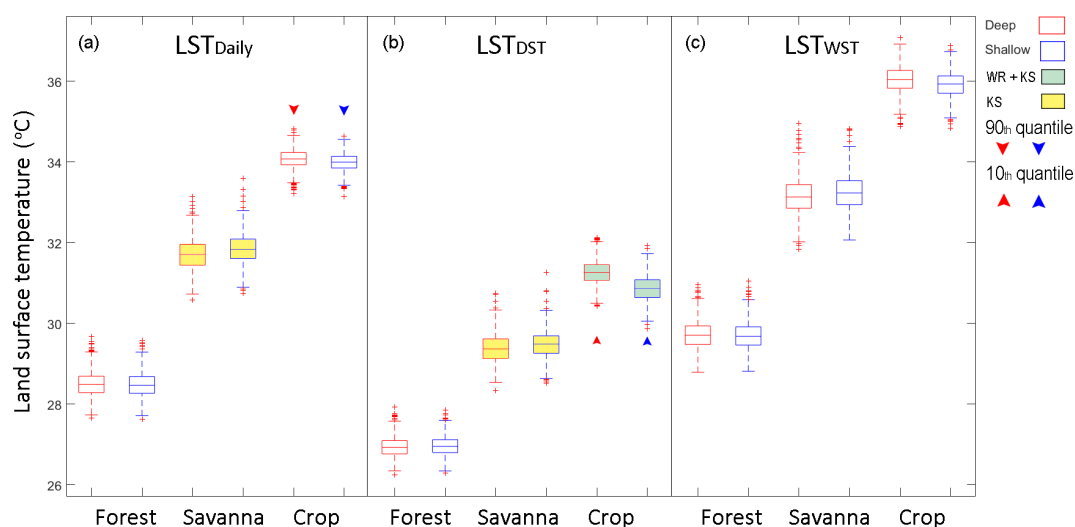 (a) LSTDaily
(b) LSTDST
(c) LSTWST
Deep
Shallow
WR + KS
KS
90th quantile
10th quantile
Land surface temperature (ºC)
36
34
32
30
28
26
Forest Savanna Crop
Forest Savanna Crop
Forest Savanna Crop